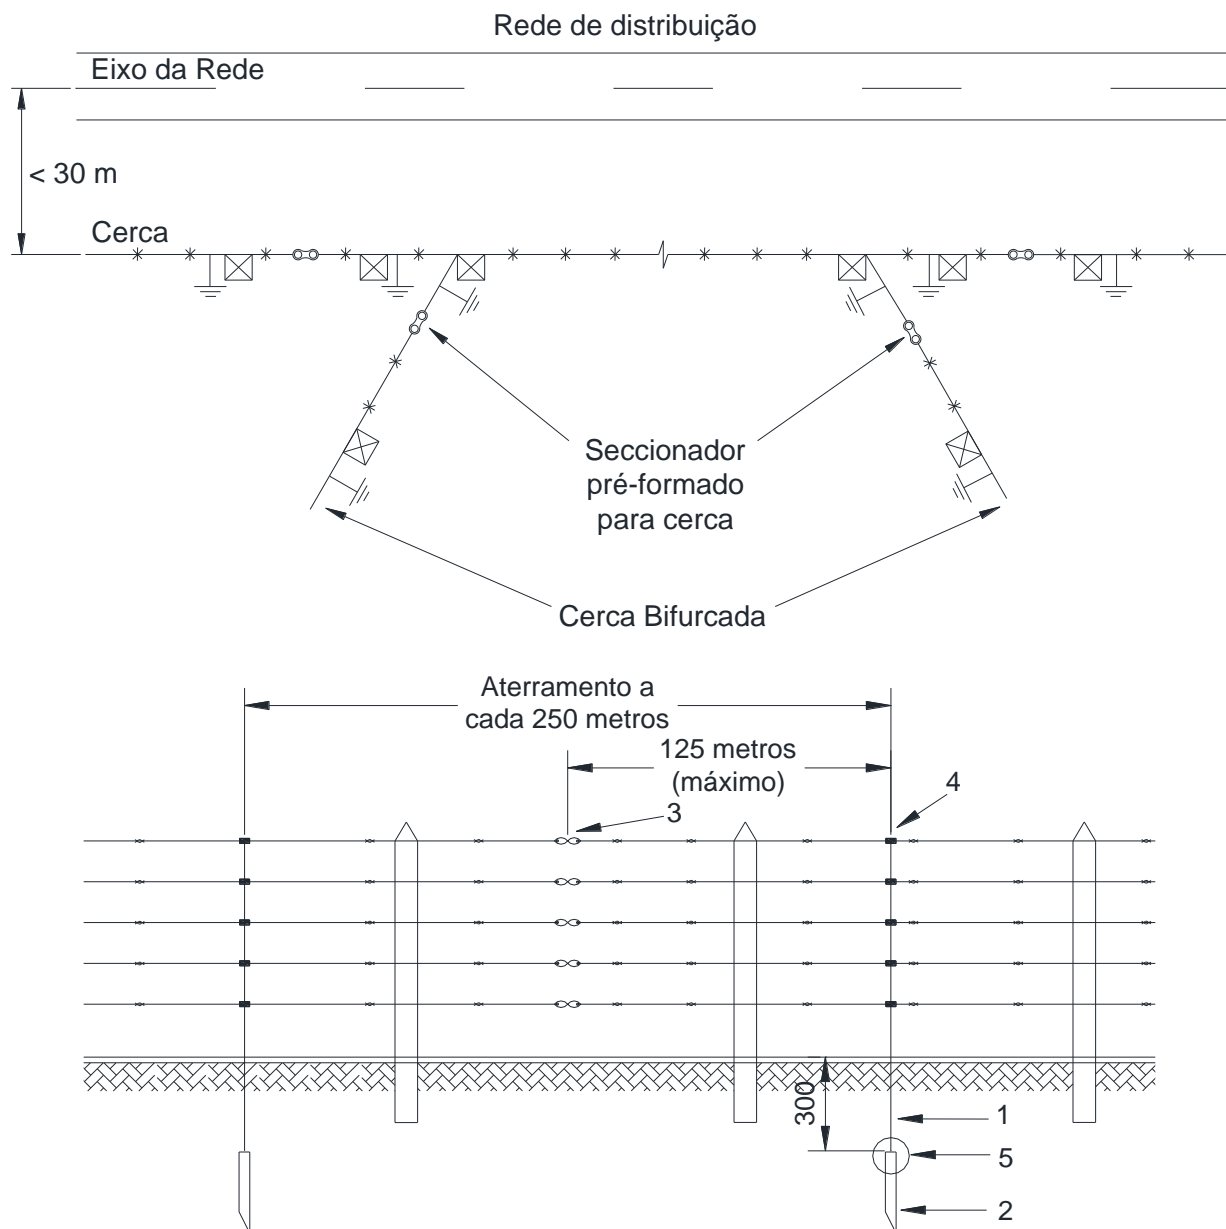 Rede de distribuição
Eixo da Rede
< 30 m
Cerca
Seccionador
pré-formado
para cerca
Cerca Bifurcada
Aterramento a
cada 250 metros
125 metros
(máximo)
4
3
300
1
5
2